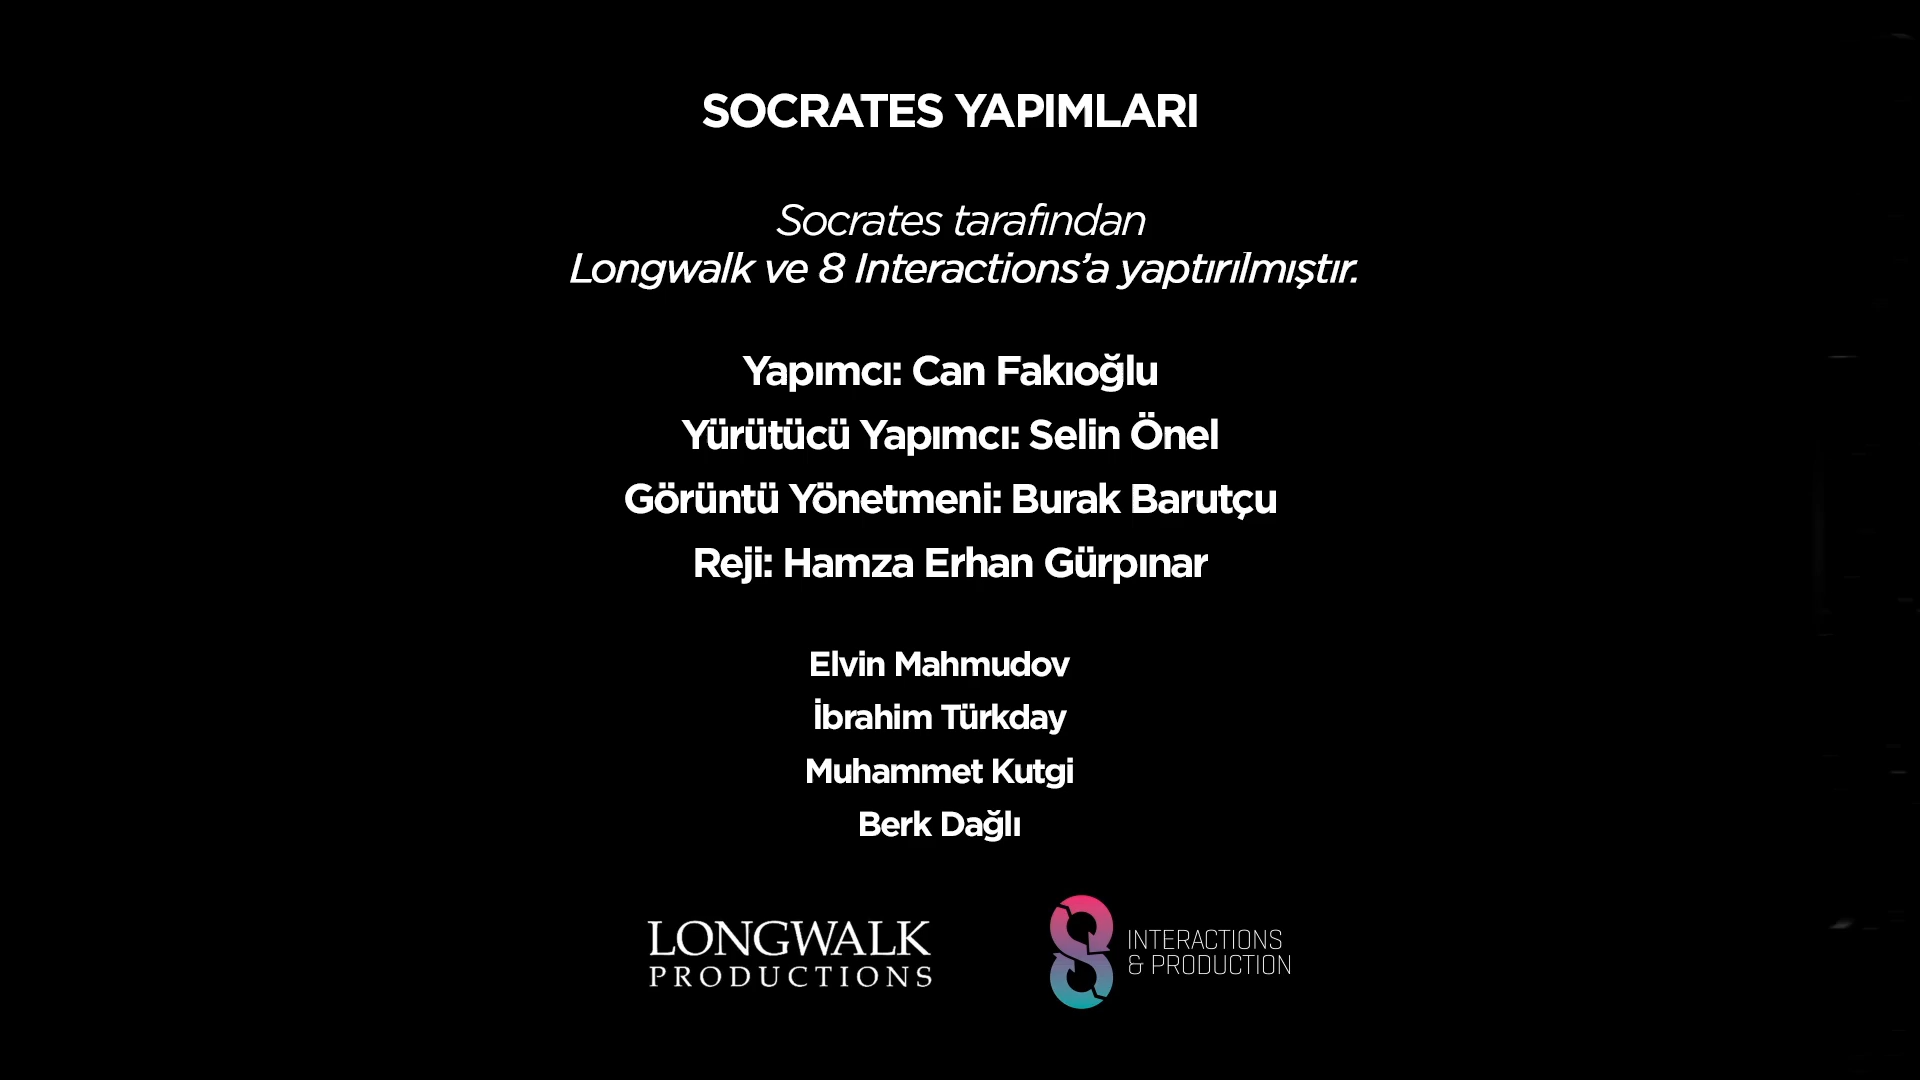 SOCRATES YAPIMLARI
Socrates tarafından
Longwalk ve 8 Interactions’a yaptırılmıştır.
Yapımcı: Can Fakıoğlu
Yürütücü Yapımcı: Selin Önel
Görüntü Yönetmeni: Burak Barutçu
Reji: Hamza Erhan Gürpınar
Elvin Mahmudov
İbrahim Türkday
Muhammet Kutgi
Berk Dağlı
LONGWALK
PRODUCTIONS
8 INTERACTIONS
& PRODUCTION